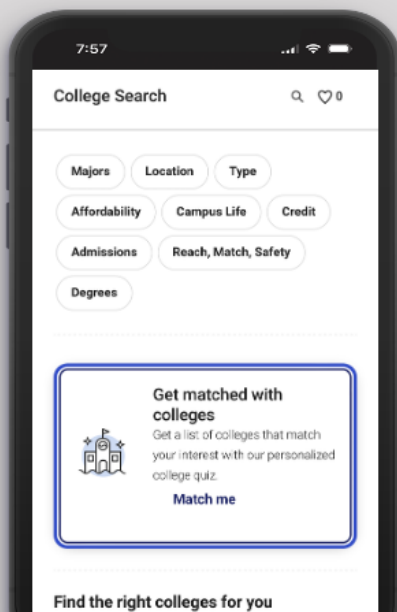 7:57
College Search
0
Majors Location Type
Affordability Campus Life Credit
Admissions Reach, Match, Safety
Degrees
Get matched with
colleges
Get a list of colleges that match
your interest with our personalized
college quiz.
Match me
Find the right colleges for you